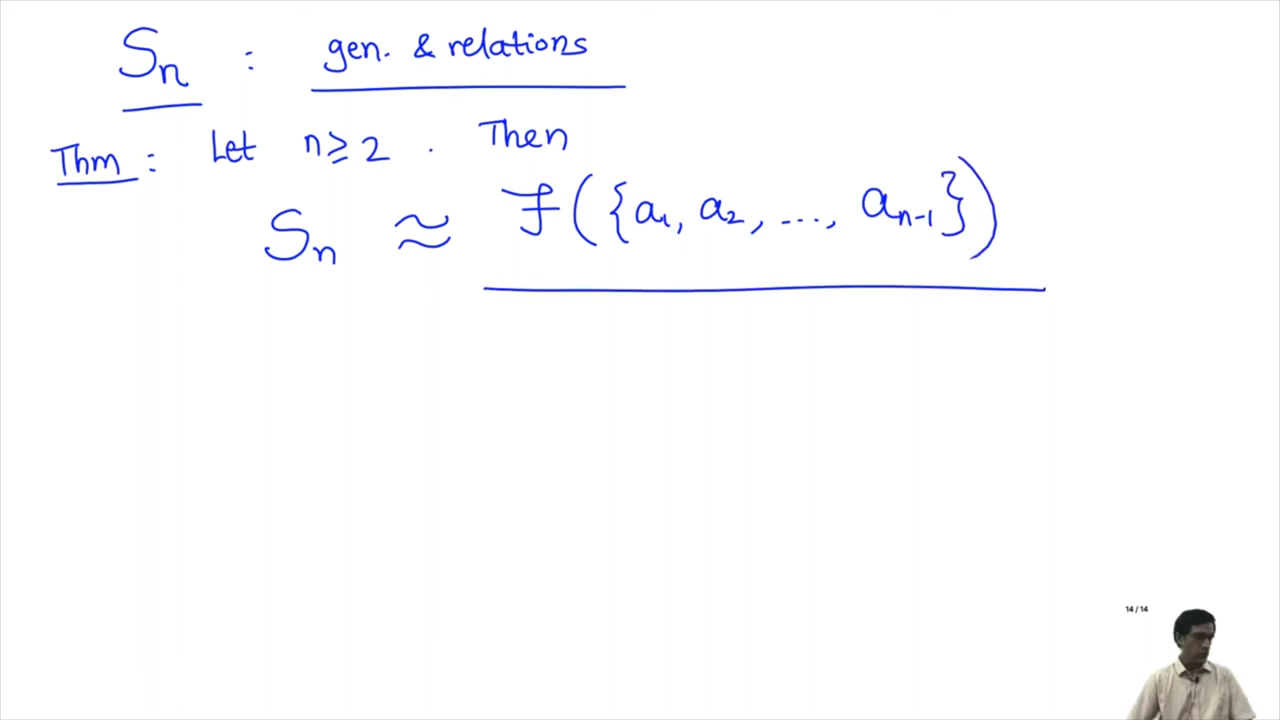 Sn : gen. & relations
Thm : Let n ≥ 2 . Then
Sn ≈ F({a1, a2, ..., an-1})
14 / 14